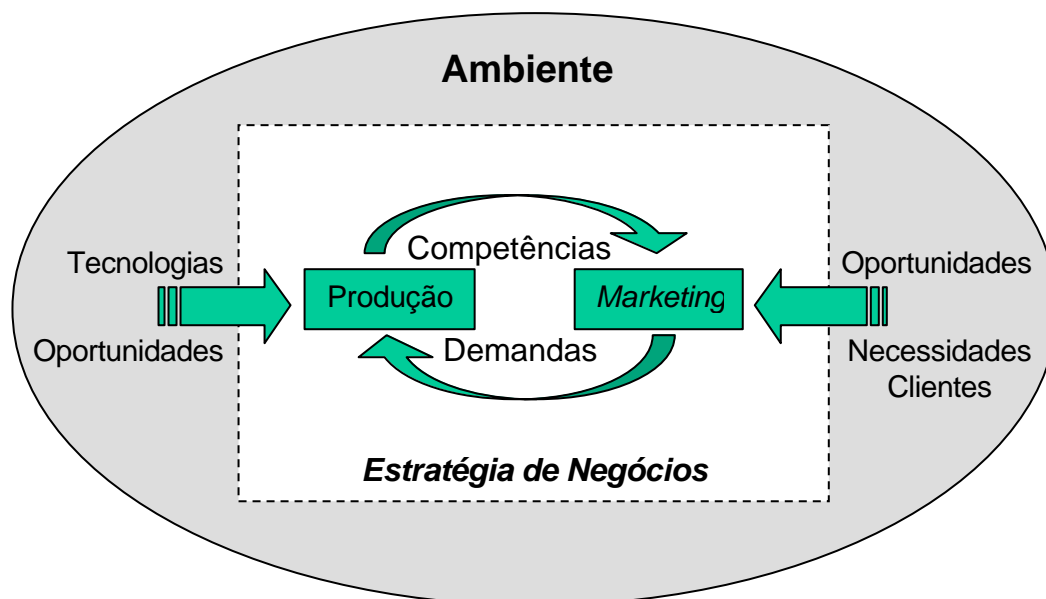 Ambiente
Competências
Tecnologias
Oportunidades
Produção
Marketing
Oportunidades
Demandas
Necessidades
Clientes
Estratégia de Negócios